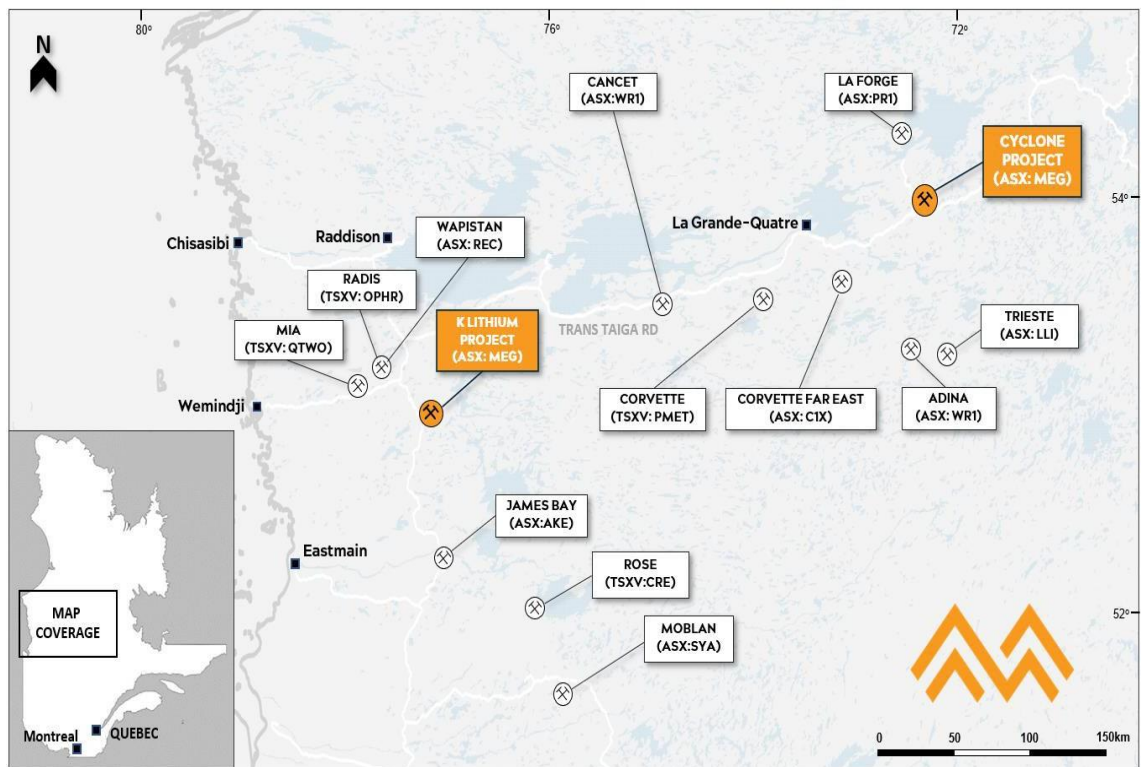 80°
76°
72°
N
CANCET
(ASX:WR1)
LA FORGE
(ASX:PR1)
CYCLONE
PROJECT
(ASX: MEG)
54°
WAPISTAN
(ASX: REC)
La Grande-Quatre
Chisasibi
Raddison
RADIS
(TSXV: OPHR)
K LITHIUM
PROJECT
(ASX: MEG)
TRANS TAIGA RD
TRIESTE
(ASX: LLI)
MIA
(TSXV: QTWO)
CORVETTE
(TSXV: PMET)
CORVETTE FAR EAST
(ASX: C1X)
ADINA
(ASX: WR1)
Wemindji
JAMES BAY
(ASX:AKE)
Eastmain
ROSE
(TSXV:CRE)
52°
MOBLAN
(ASX:SYA)
MAP
COVERAGE
Montreal
QUEBEC
0 50 100 150km